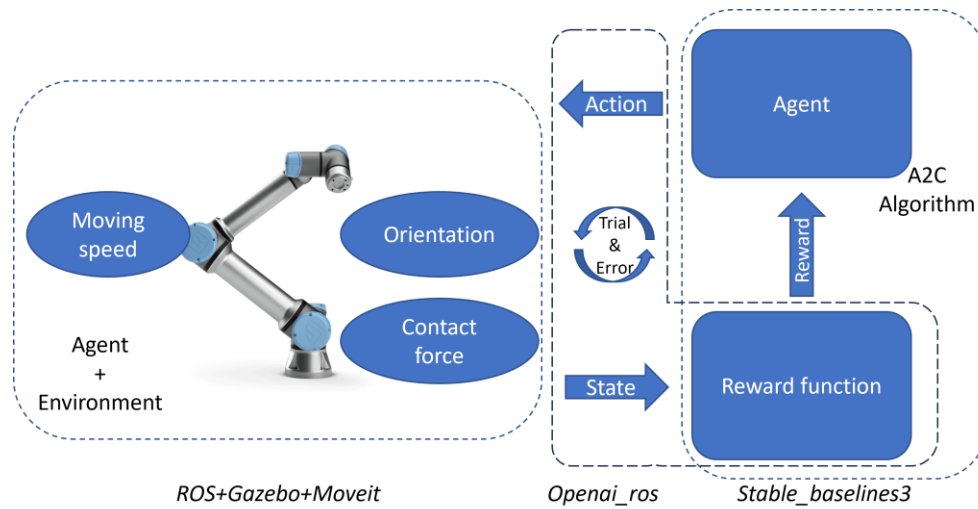 Moving
speed
Orientation
Contact
force
Agent
+
Environment
ROS+Gazebo+Moveit
Action
Trial
&
Error
State
Openai_ros
Agent
A2C
Algorithm
Reward
Reward function
Stable_baselines3